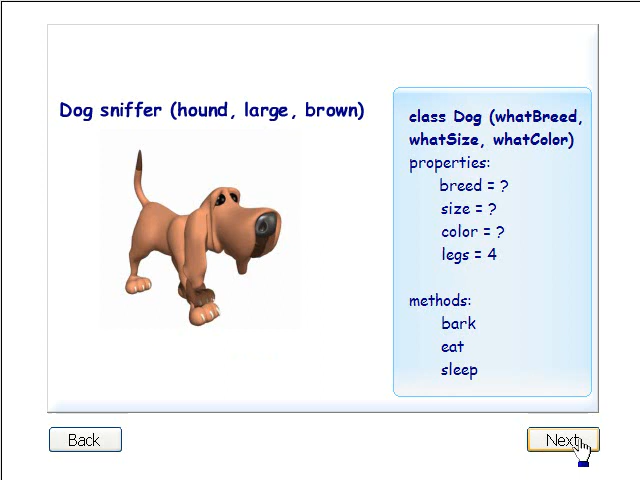 Dog sniffer (hound, large, brown)
class Dog (whatBreed,
whatSize, whatColor)
properties:
breed = ?
size = ?
color = ?
legs = 4
methods:
bark
eat
sleep
Back
Next